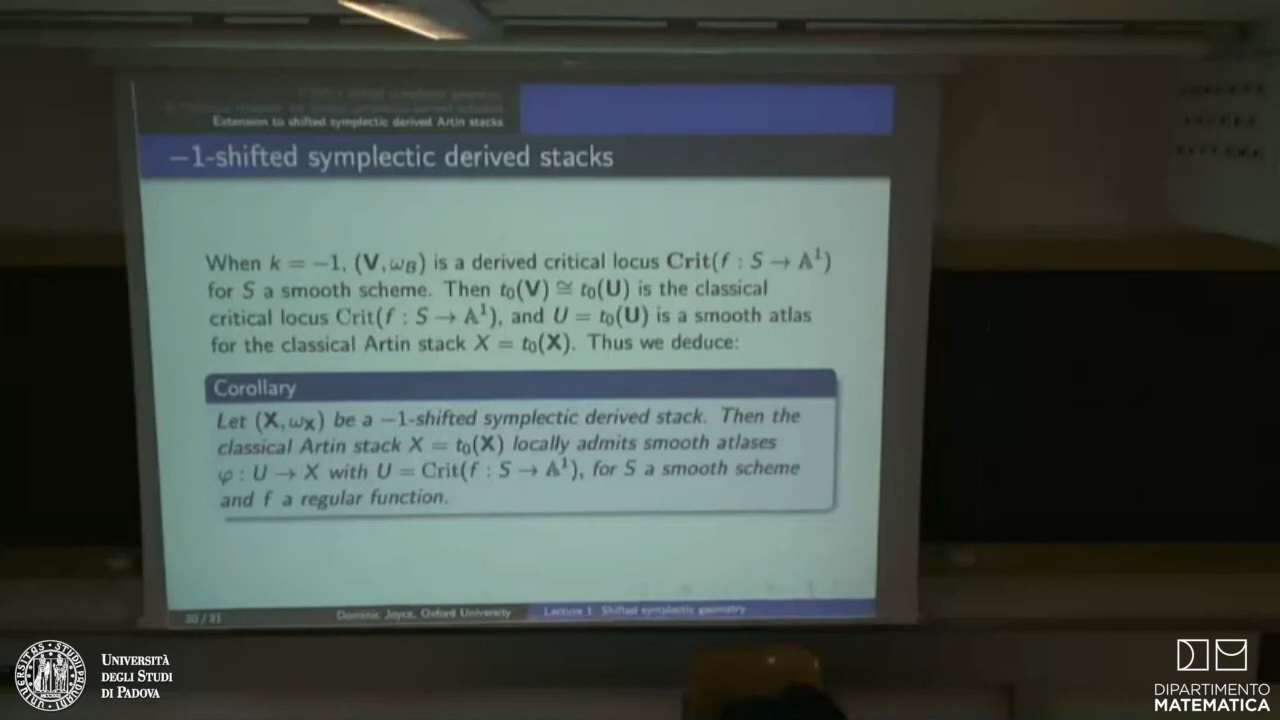 Extension to shifted symplectic derived Artin stacks
−1-shifted symplectic derived stacks
When k = −1, (V, ω_B) is a derived critical locus Crit(f : S → 𝔸¹)
for S a smooth scheme. Then t₀(V) ≅ t₀(U) is the classical
critical locus Crit(f : S → 𝔸¹), and U = t₀(U) is a smooth atlas
for the classical Artin stack X = t₀(X). Thus we deduce:
Corollary
Let (X, ω_X) be a −1-shifted symplectic derived stack. Then the
classical Artin stack X = t₀(X) locally admits smooth atlases
φ : U → X with U = Crit(f : S → 𝔸¹), for S a smooth scheme
and f a regular function.
Dominic Joyce, Oxford University Lecture 1: Shifted symplectic geometry
UNIVERSITÀ
DEGLI STUDI
DI PADOVA
DIPARTIMENTO
MATEMATICA